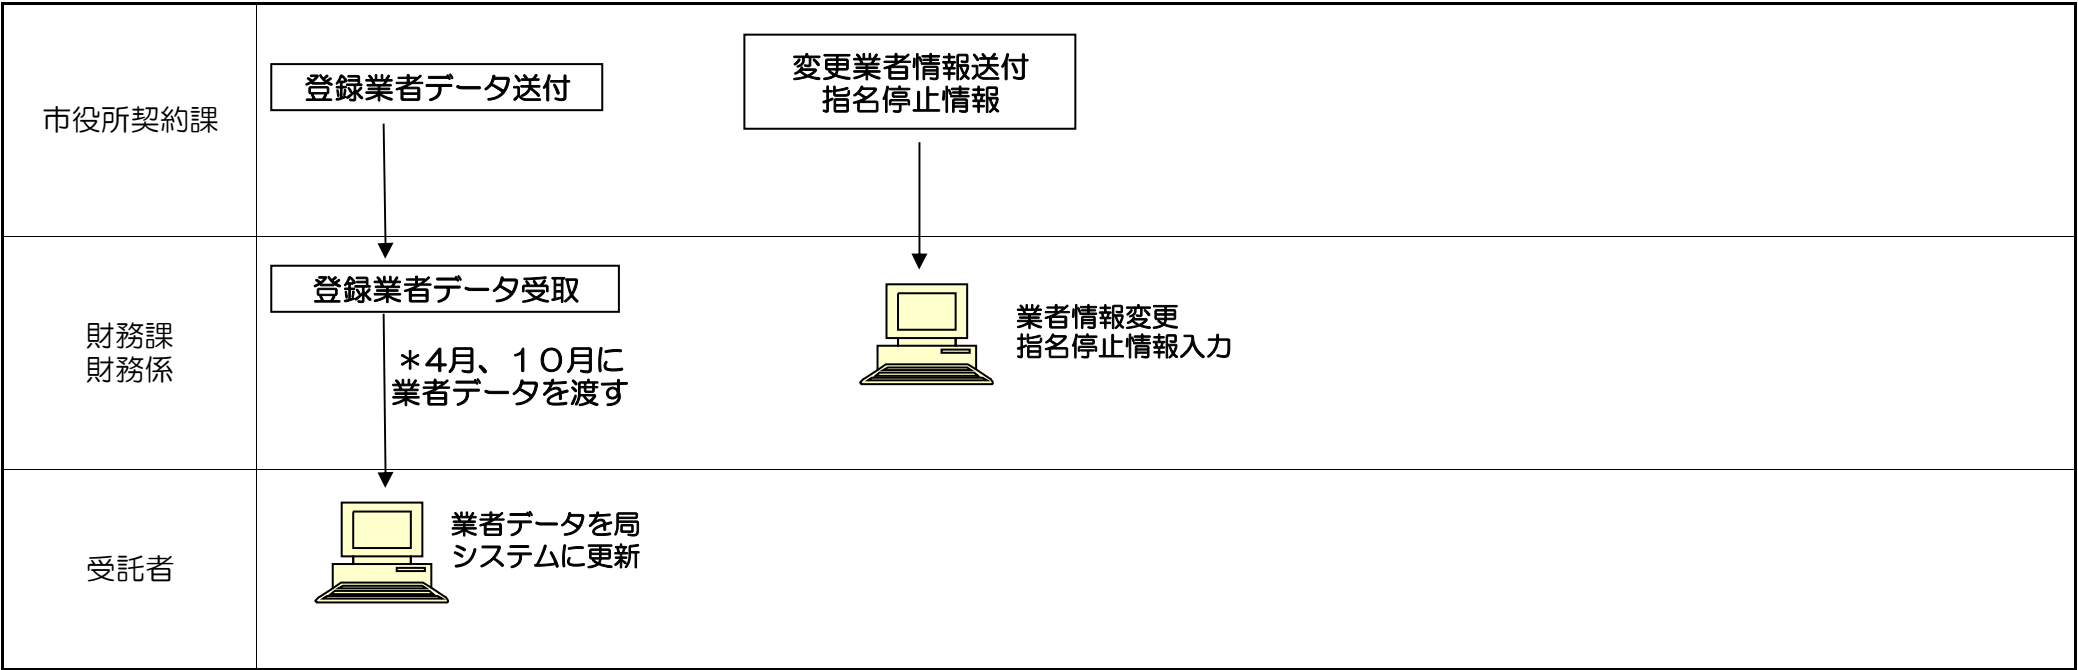 市役所契約課
登録業者データ送付
変更業者情報送付
指名停止情報
財務課
財務係
登録業者データ受取
＊４月、１０月に
業者データを渡す
業者情報変更
指名停止情報入力
受託者
業者データを局
システムに更新